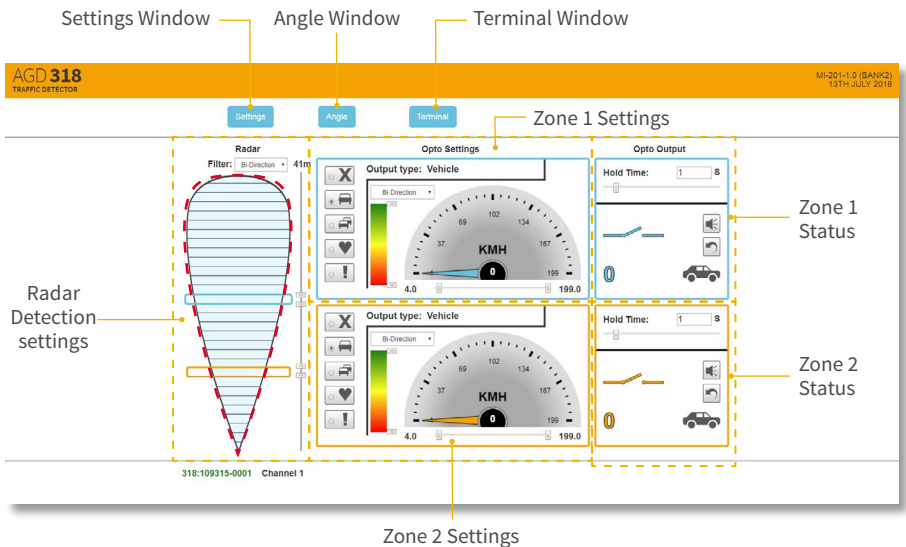 Settings Window
Angle Window
Terminal Window
AGD 318
TRAFFIC DETECTOR
MI-201-1.0 (BANK2)
13TH JULY 2018
Settings
Angle
Terminal
Zone 1 Settings
Radar
Filter: Bi-Direction 41m
Opto Settings
Opto Output
Output type: Vehicle
Bi-Direction
X
!
37
69
102
134
167
199
KMH
0
4.0
199.0
Hold Time: 1 S
0
Zone 1
Status
Radar
Detection
settings
Output type: Vehicle
Bi-Direction
X
!
37
69
102
134
167
199
KMH
0
4.0
199.0
Hold Time: 1 S
0
Zone 2
Status
318:109315-0001 Channel 1
Zone 2 Settings